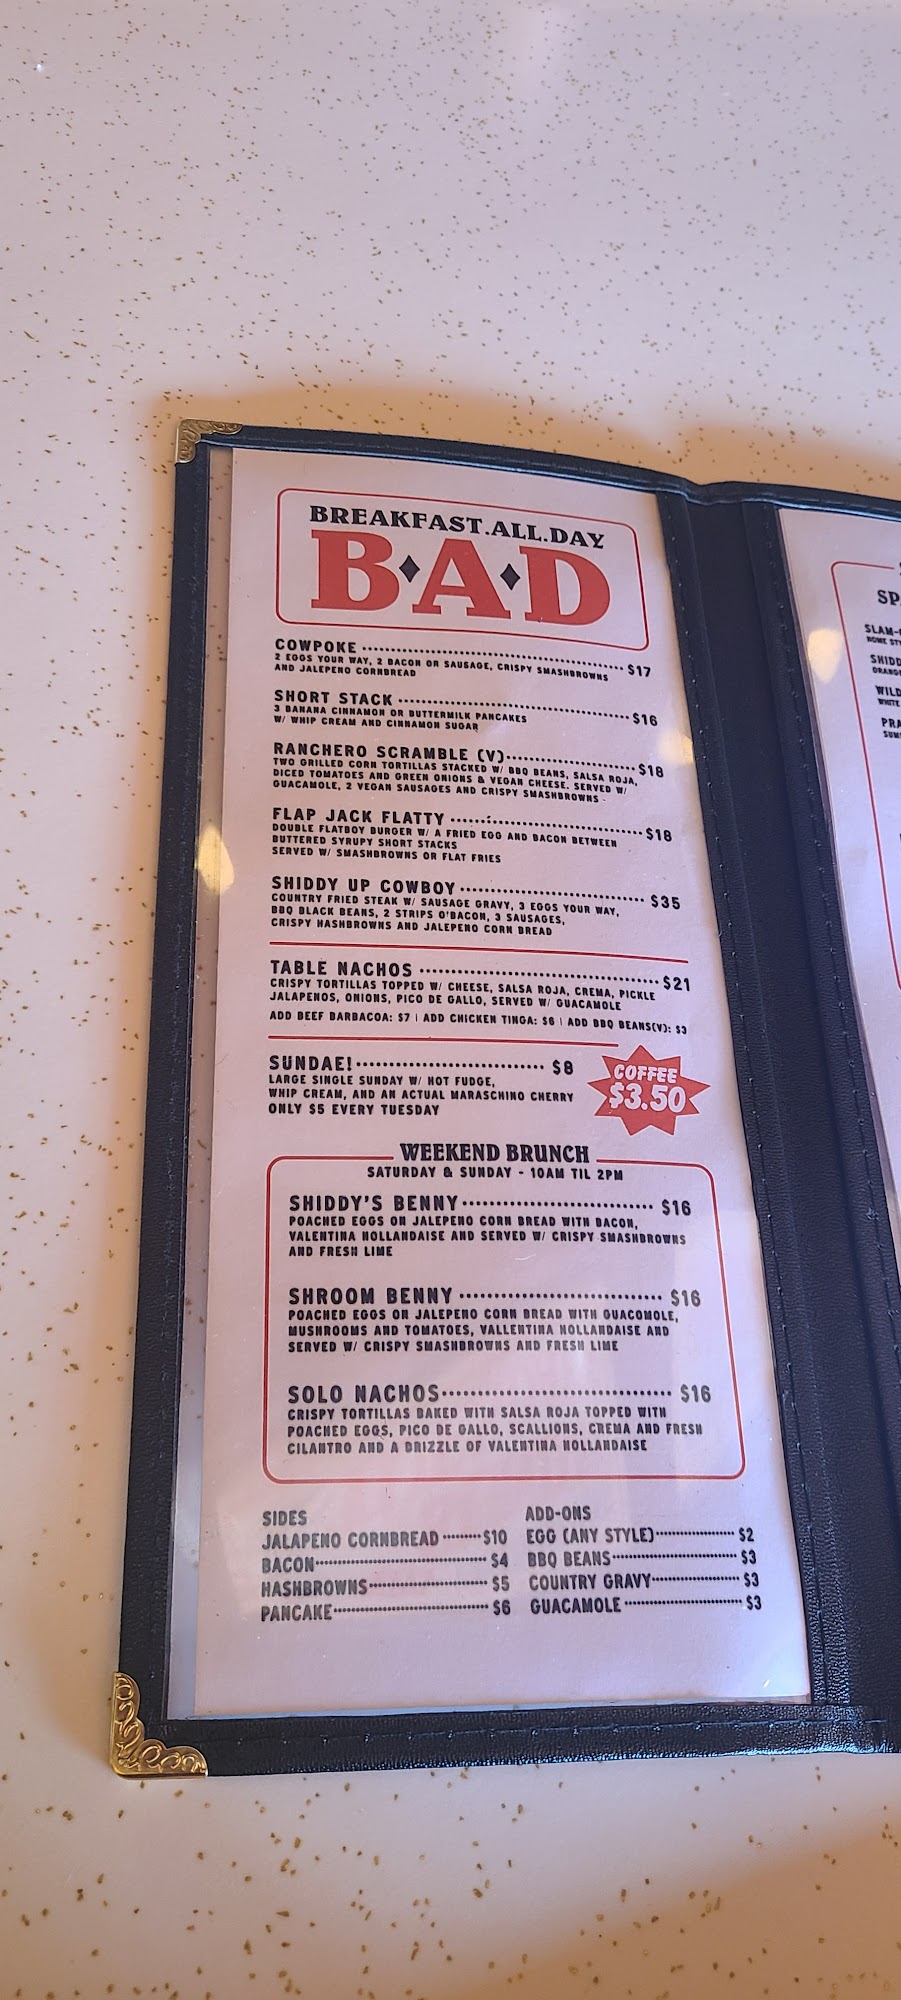 BREAKFAST.ALL.DAY
B♦A♦D
COWPOKE $17
2 EGGS YOUR WAY, 2 BACON OR SAUSAGE, CRISPY SMASHBROWNS
AND JALEPENO CORNBREAD
SHORT STACK $16
3 BANANA CINNAMON OR BUTTERMILK PANCAKES
W/ WHIP CREAM AND CINNAMON SUGAR
RANCHERO SCRAMBLE (V) $18
TWO GRILLED CORN TORTILLAS STACKED W/ BBQ BEANS, SALSA ROJA,
DICED TOMATOES AND GREEN ONIONS & VEGAN CHEESE. SERVED W/
GUACAMOLE, 2 VEGAN SAUSAGES AND CRISPY SMASHBROWNS
FLAP JACK FLATTY $18
DOUBLE FLATBOY BURGER W/ A FRIED EGG AND BACON BETWEEN
BUTTERED SYRUPY SHORT STACKS
SERVED W/ SMASHBROWNS OR FLAT FRIES
SHIDDY UP COWBOY $35
COUNTRY FRIED STEAK W/ SAUSAGE GRAVY, 3 EGGS YOUR WAY,
BBQ BLACK BEANS, 2 STRIPS O'BACON, 3 SAUSAGES,
CRISPY HASHBROWNS AND JALEPENO CORN BREAD
TABLE NACHOS $21
CRISPY TORTILLAS TOPPED W/ CHEESE, SALSA ROJA, CREMA, PICKLE
JALAPENOS, ONIONS, PICO DE GALLO, SERVED W/ GUACAMOLE
ADD BEEF BARBACOA: $7 | ADD CHICKEN TINGA: $6 | ADD BBQ BEANS(V): $3
SUNDAE! $8
LARGE SINGLE SUNDAY W/ HOT FUDGE,
WHIP CREAM, AND AN ACTUAL MARASCHINO CHERRY
ONLY $5 EVERY TUESDAY
COFFEE
$3.50
WEEKEND BRUNCH
SATURDAY & SUNDAY - 10AM TIL 2PM
SHIDDY'S BENNY $16
POACHED EGGS ON JALEPENO CORN BREAD WITH BACON,
VALENTINA HOLLANDAISE AND SERVED W/ CRISPY SMASHBROWNS
AND FRESH LIME
SHROOM BENNY $16
POACHED EGGS ON JALEPENO CORN BREAD WITH GUACOMOLE,
MUSHROOMS AND TOMATOES, VALLENTINA HOLLANDAISE AND
SERVED W/ CRISPY SMASHBROWNS AND FRESH LIME
SOLO NACHOS $16
CRISPY TORTILLAS BAKED WITH SALSA ROJA TOPPED WITH
POACHED EGGS, PICO DE GALLO, SCALLIONS, CREMA AND FRESH
CILANTRO AND A DRIZZLE OF VALENTINA HOLLANDAISE
SIDES
JALAPENO CORNBREAD $10
BACON $4
HASHBROWNS $5
PANCAKE $6
ADD-ONS
EGG (ANY STYLE) $2
BBQ BEANS $3
COUNTRY GRAVY $3
GUACAMOLE $3